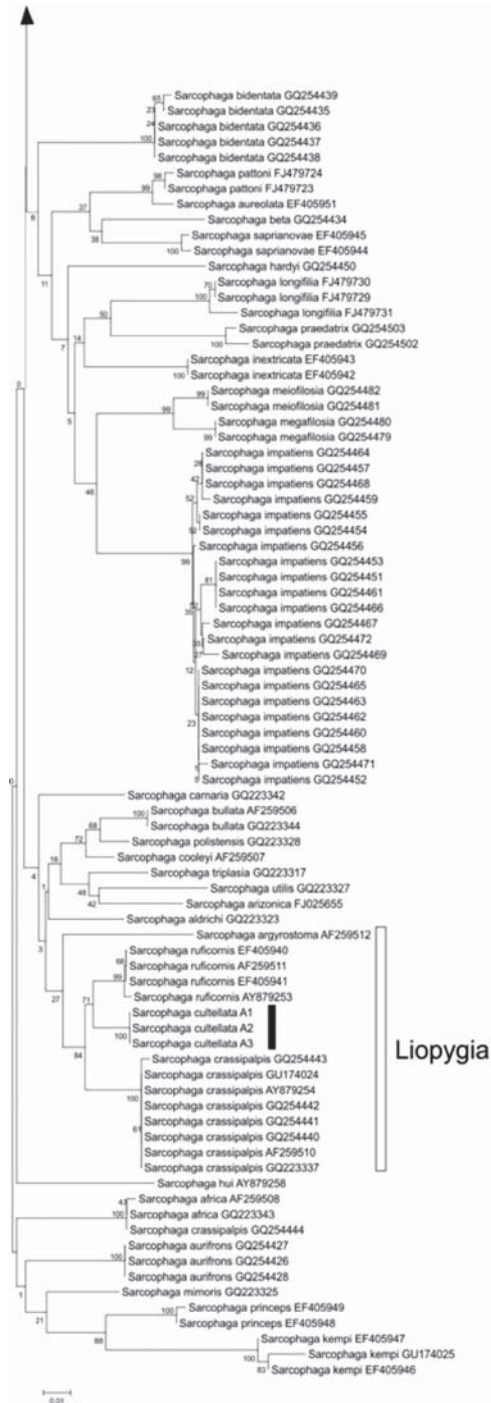 Sarcophaga bidentata GQ254439
Sarcophaga bidentata GQ254435
Sarcophaga bidentata GQ254436
Sarcophaga bidentata GQ254437
Sarcophaga bidentata GQ254438
Sarcophaga pattoni FJ479724
Sarcophaga pattoni FJ479723
Sarcophaga aureolata EF405951
Sarcophaga beta GQ254434
Sarcophaga saprianovae EF405945
Sarcophaga saprianovae EF405944
Sarcophaga hardyi GQ254450
Sarcophaga longifilia FJ479730
Sarcophaga longifilia FJ479729
Sarcophaga longifilia FJ479731
Sarcophaga praedatrix GQ254503
Sarcophaga praedatrix GQ254502
Sarcophaga inextricata EF405943
Sarcophaga inextricata EF405942
Sarcophaga meiofilosia GQ254482
Sarcophaga meiofilosia GQ254481
Sarcophaga megafilosia GQ254480
Sarcophaga megafilosia GQ254479
Sarcophaga impatiens GQ254464
Sarcophaga impatiens GQ254457
Sarcophaga impatiens GQ254468
Sarcophaga impatiens GQ254459
Sarcophaga impatiens GQ254455
Sarcophaga impatiens GQ254454
Sarcophaga impatiens GQ254456
Sarcophaga impatiens GQ254453
Sarcophaga impatiens GQ254451
Sarcophaga impatiens GQ254461
Sarcophaga impatiens GQ254466
Sarcophaga impatiens GQ254467
Sarcophaga impatiens GQ254472
Sarcophaga impatiens GQ254469
Sarcophaga impatiens GQ254470
Sarcophaga impatiens GQ254465
Sarcophaga impatiens GQ254463
Sarcophaga impatiens GQ254462
Sarcophaga impatiens GQ254460
Sarcophaga impatiens GQ254458
Sarcophaga impatiens GQ254471
Sarcophaga impatiens GQ254452
Sarcophaga carnaria GQ223342
Sarcophaga bullata AF259506
Sarcophaga bullata GQ223344
Sarcophaga polistensis GQ223328
Sarcophaga cooleyi AF259507
Sarcophaga triplasia GQ223317
Sarcophaga utilis GQ223327
Sarcophaga arizonica FJ025655
Sarcophaga aldrichi GQ223323
Sarcophaga argyrostoma AF259512
Sarcophaga ruficornis EF405940
Sarcophaga ruficornis AF259511
Sarcophaga ruficornis EF405941
Sarcophaga ruficornis AY879253
Sarcophaga cultellata A1
Sarcophaga cultellata A2
Sarcophaga cultellata A3
Liopygia
Sarcophaga crassipalpis GQ254443
Sarcophaga crassipalpis GU174024
Sarcophaga crassipalpis AY879254
Sarcophaga crassipalpis GQ254442
Sarcophaga crassipalpis GQ254441
Sarcophaga crassipalpis GQ254440
Sarcophaga crassipalpis AF259510
Sarcophaga crassipalpis GQ223337
Sarcophaga hui AY879258
Sarcophaga africa AF259508
Sarcophaga africa GQ223343
Sarcophaga crassipalpis GQ254444
Sarcophaga aurifrons GQ254427
Sarcophaga aurifrons GQ254426
Sarcophaga aurifrons GQ254428
Sarcophaga mimoris GQ223325
Sarcophaga princeps EF405949
Sarcophaga princeps EF405948
Sarcophaga kempi EF405947
Sarcophaga kempi GU174025
Sarcophaga kempi EF405946
0.01